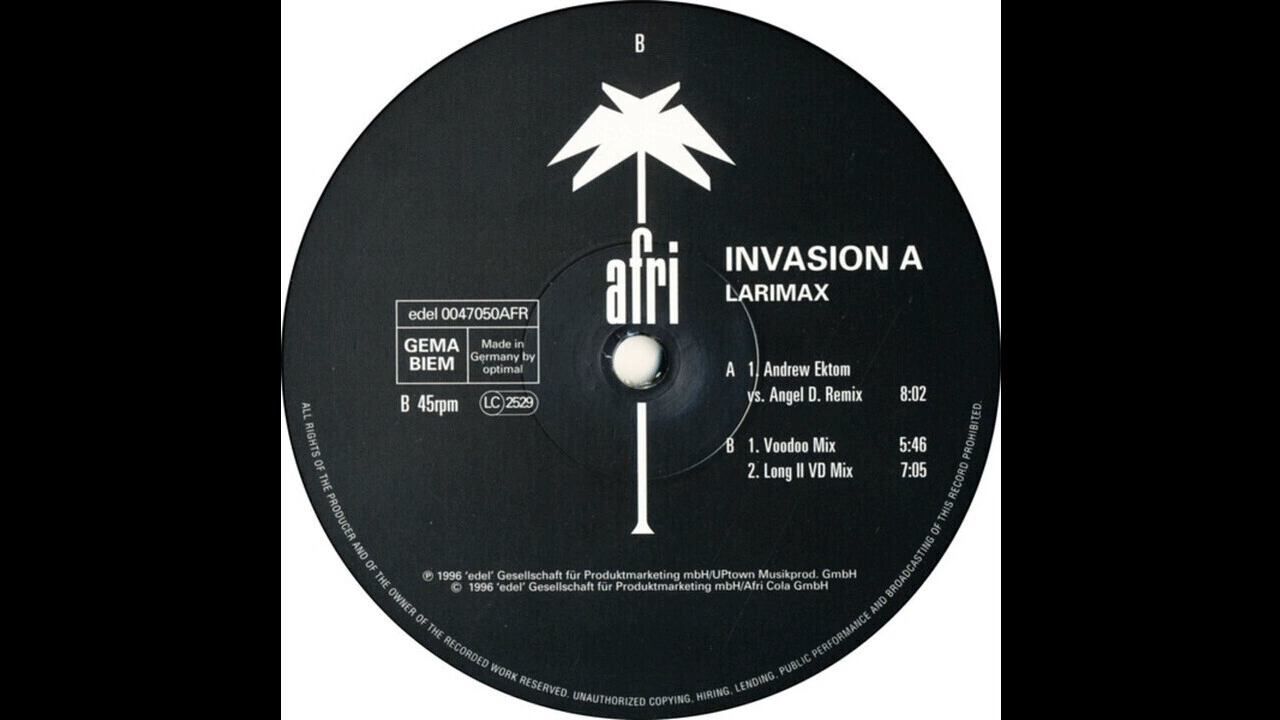 B
afri
INVASION A
LARIMAX
edel 0047050AFR
GEMA
BIEM
Made in
Germany by
optimal
B 45rpm
LC 2529
A 1. Andrew Ektom
vs. Angel D. Remix 8:02
B 1. Voodoo Mix 5:46
2. Long II VD Mix 7:05
℗ 1996 'edel' Gesellschaft für Produktmarketing mbH/UPtown Musikprod. GmbH
© 1996 'edel' Gesellschaft für Produktmarketing mbH/Afri Cola GmbH
ALL RIGHTS OF THE PRODUCER AND OF THE OWNER OF THE RECORDED WORK RESERVED. UNAUTHORIZED COPYING, HIRING, LENDING, PUBLIC PERFORMANCE AND BROADCASTING OF THIS RECORD PROHIBITED.